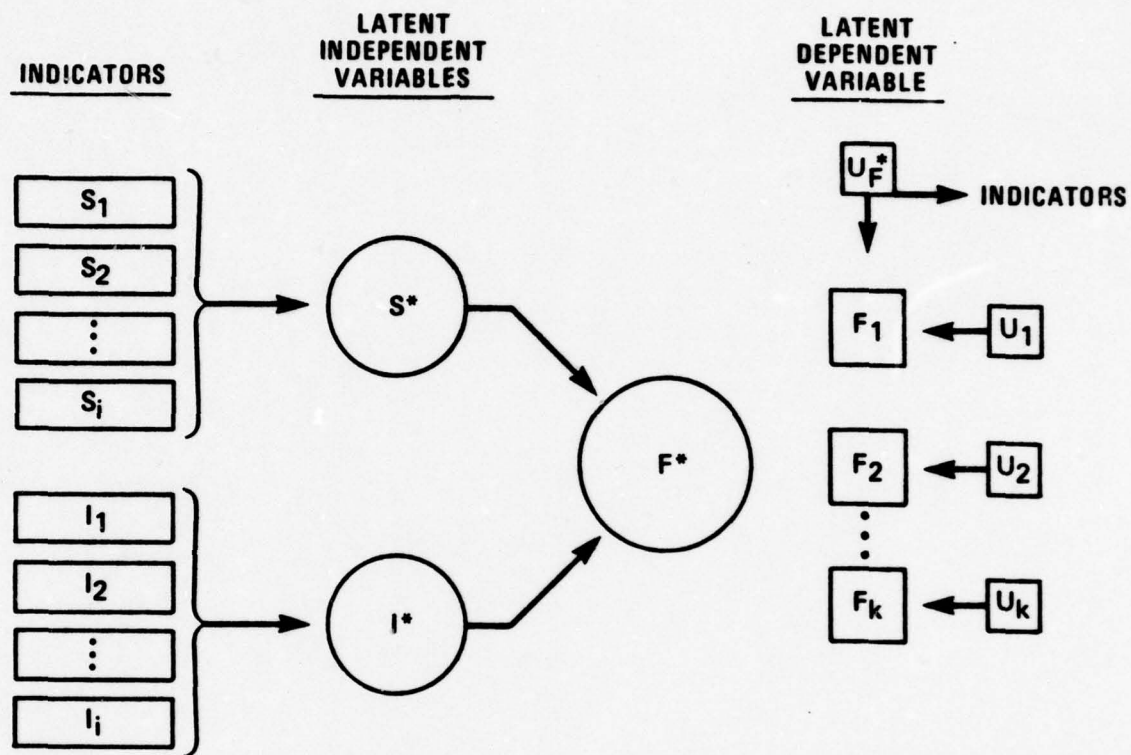 INDICATORS
LATENT
INDEPENDENT
VARIABLES
LATENT
DEPENDENT
VARIABLE
U_F*
INDICATORS
S₁
S₂
⋮
Sᵢ
S*
I₁
I₂
⋮
Iᵢ
I*
F*
F₁
U₁
F₂
U₂
⋮
Fₖ
Uₖ